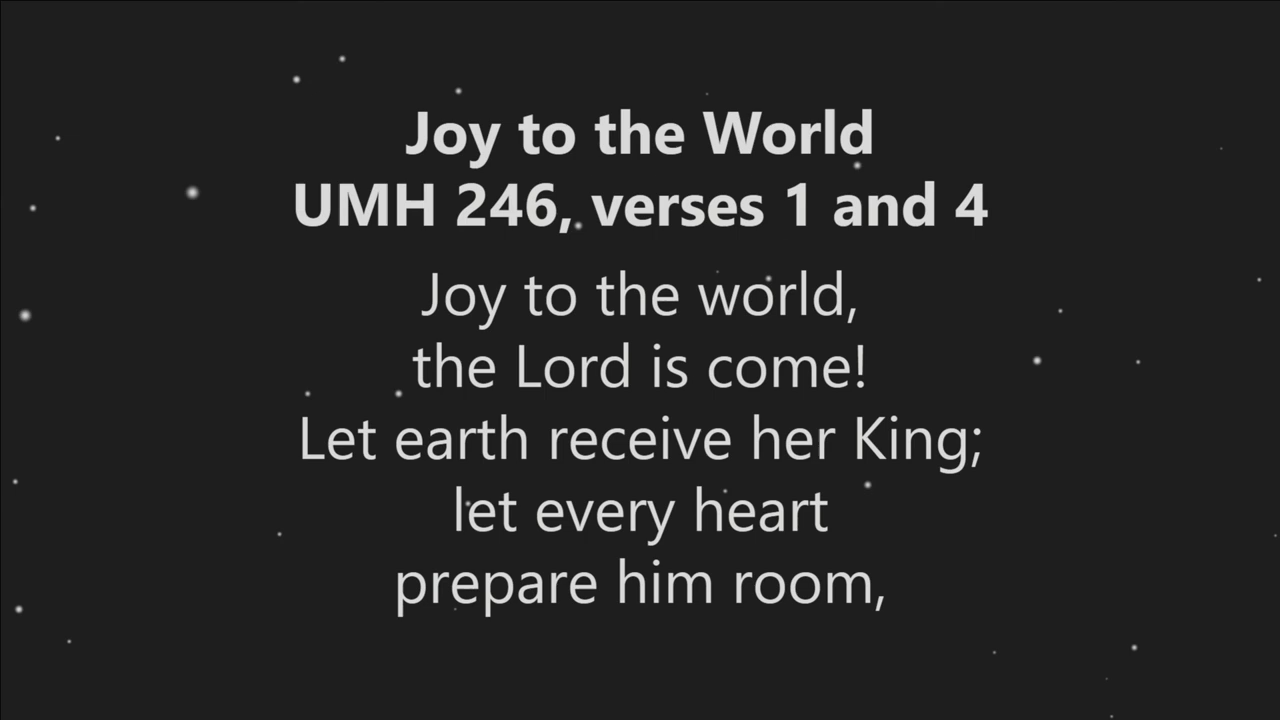 Joy to the World
UMH 246, verses 1 and 4
Joy to the world,
the Lord is come!
Let earth receive her King;
let every heart
prepare him room,